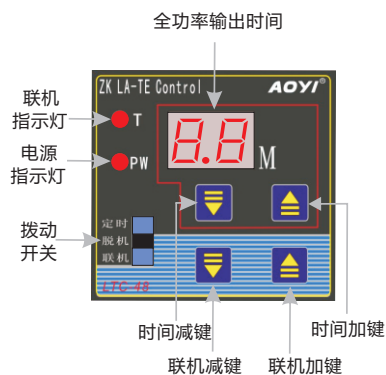 全功率输出时间
ZK LA-TE Control
AOYI®
联机
指示灯
T
8.8
M
电源
指示灯
PW
拨动
开关
定时
脱机
联机
LTC-48
时间减键
时间加键
联机减键
联机加键